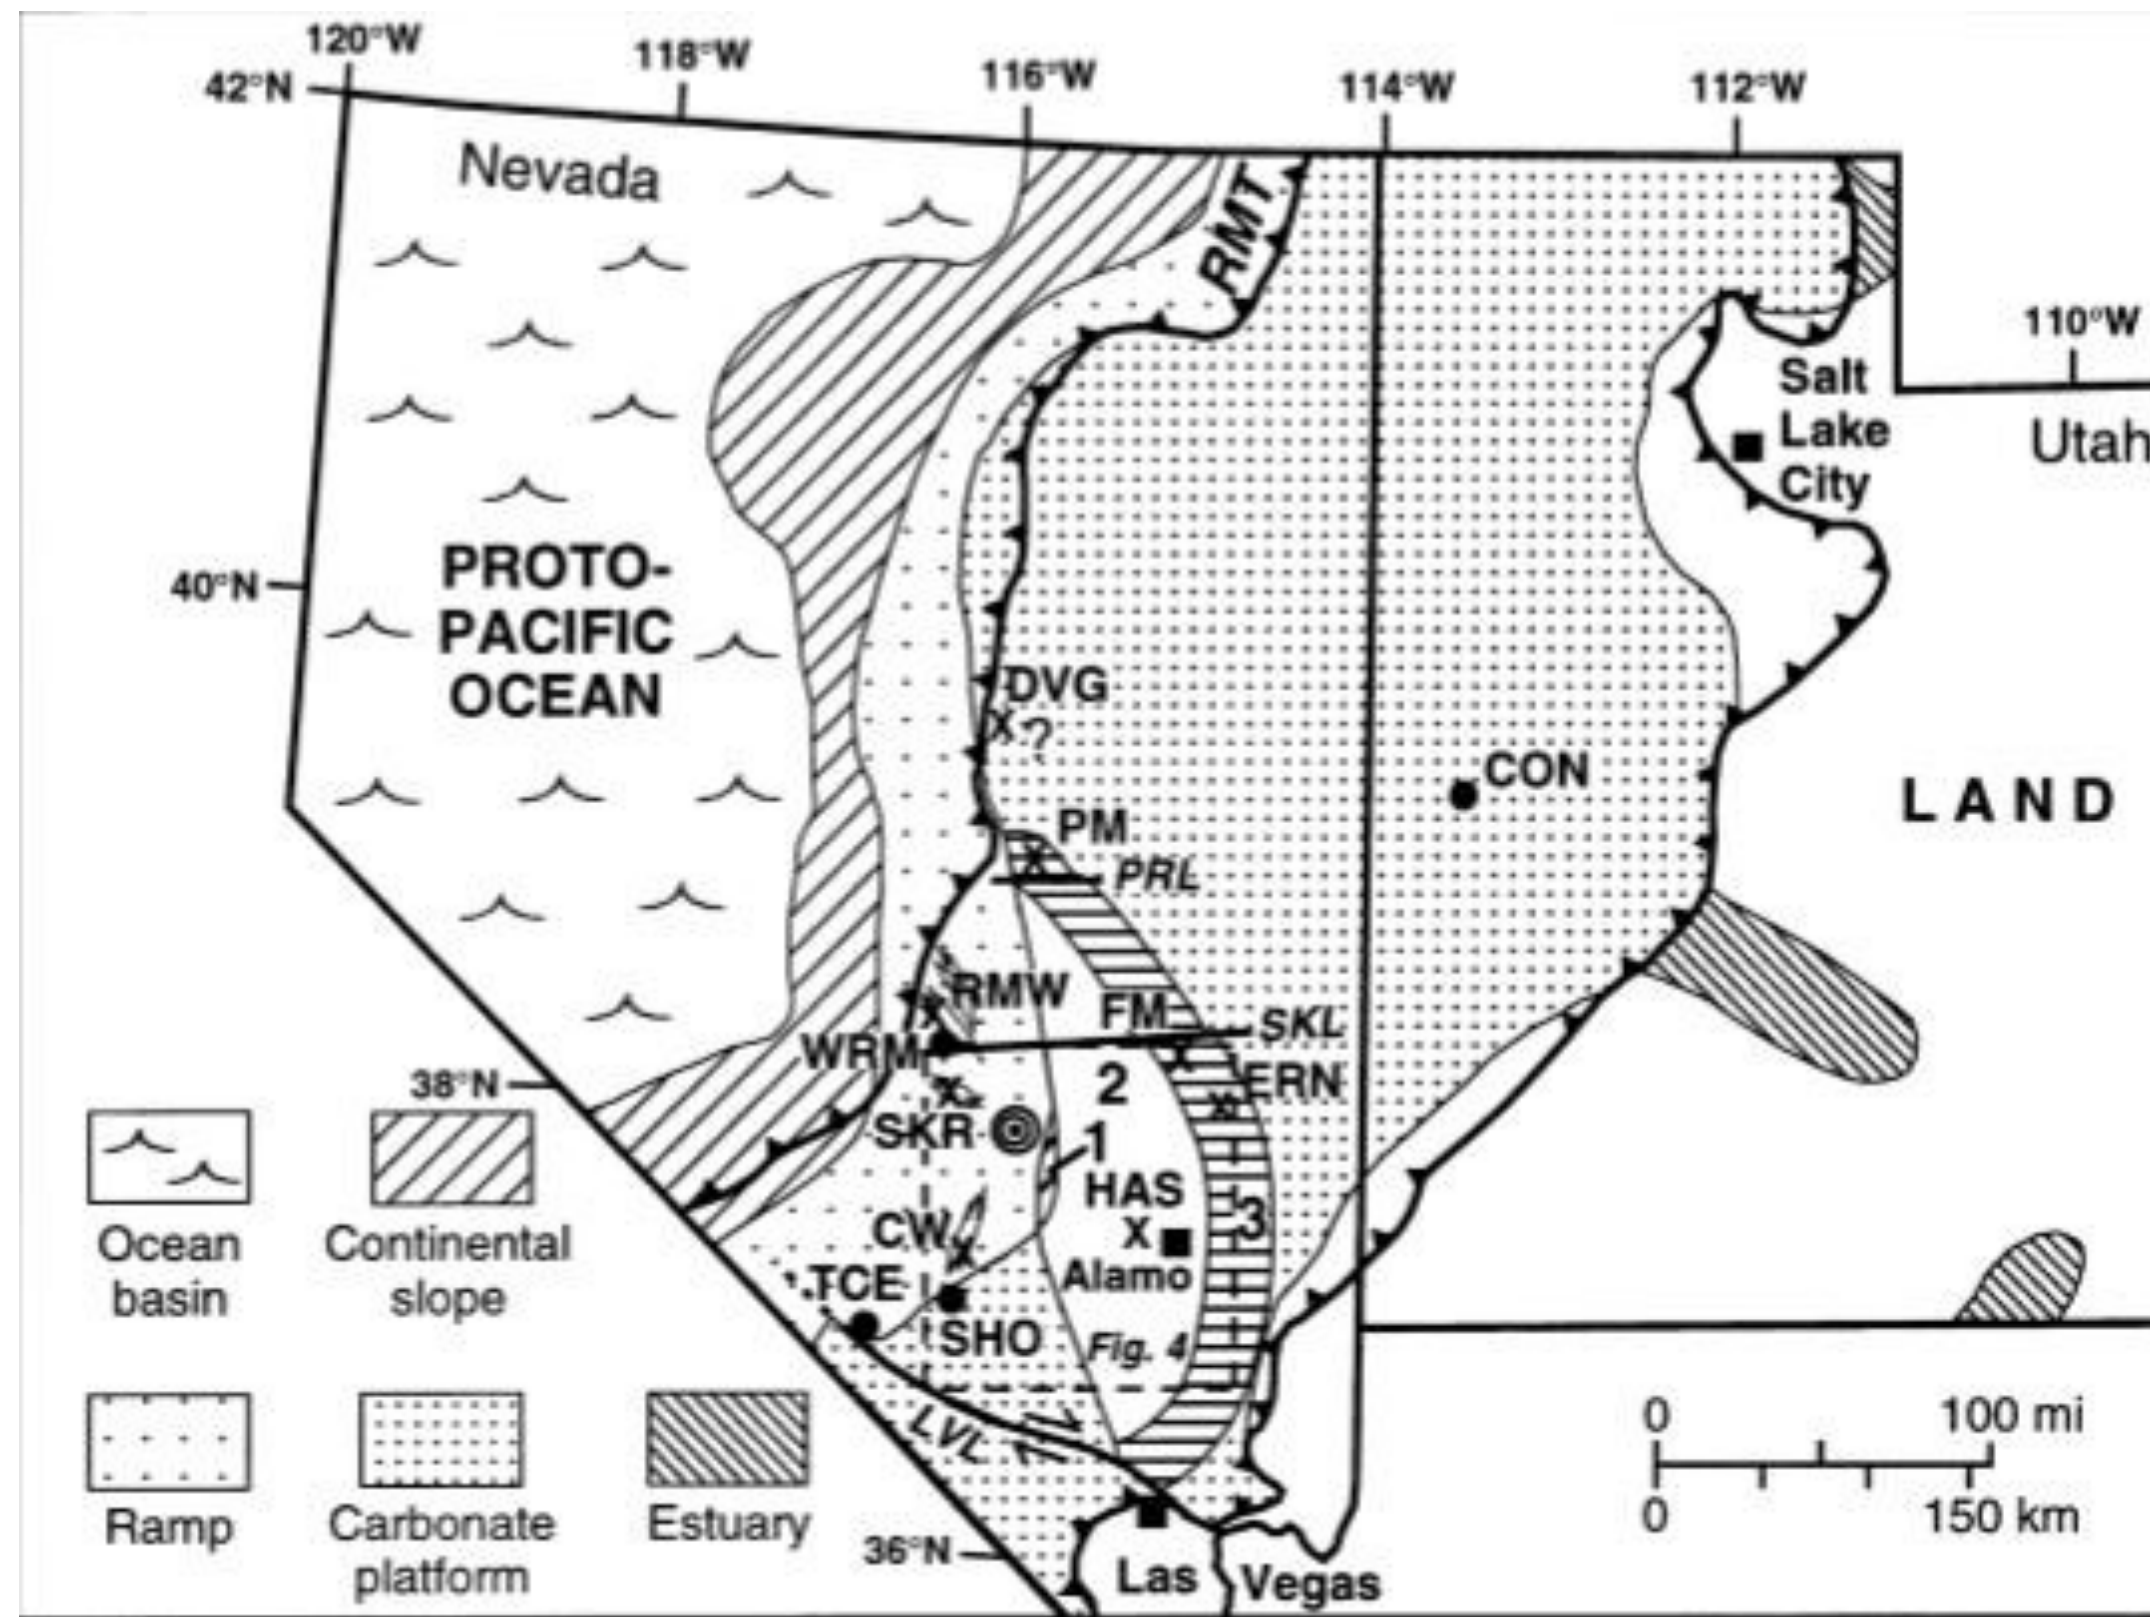 120°W
118°W
116°W
114°W
112°W
42°N
Nevada
RMT
110°W
Salt
Lake
City
Utah
40°N
PROTO-
PACIFIC
OCEAN
DVG
X ?
CON
LAND
PM
X
PRL
RMW
X
FM
SKL
WRM
X
ERN
X
38°N
2
X
SKR
1
HAS
X
3
CW
X
Alamo
TCE
SHO
Fig. 4
LVL
36°N
Las Vegas
Ocean
basin
Continental
slope
Ramp
Carbonate
platform
Estuary
0 100 mi
0 150 km